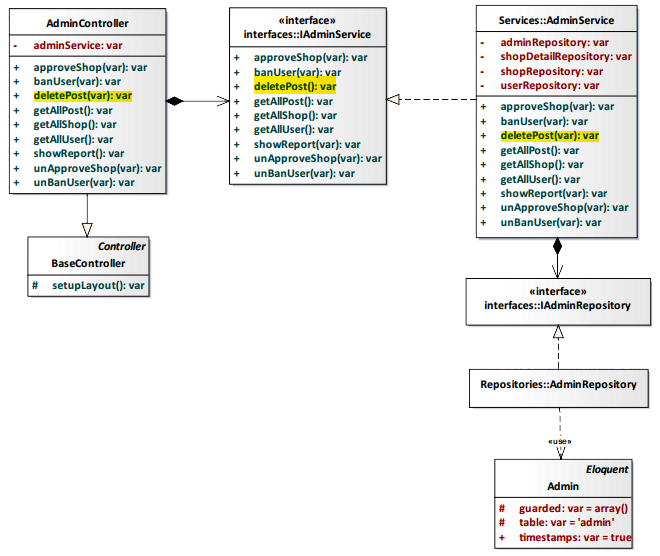 AdminController
- adminService: var
+ approveShop(var): var
+ banUser(var): var
+ deletePost(var): var
+ getAllPost(): var
+ getAllShop(): var
+ getAllUser(): var
+ showReport(): var
+ unApproveShop(var): var
+ unBanUser(var): var
«interface»
interfaces::IAdminService
+ approveShop(var): var
+ banUser(var): var
+ deletePost(): var
+ getAllPost(): var
+ getAllShop(): var
+ getAllUser(): var
+ showReport(var): var
+ unApproveShop(var): var
+ unBanUser(var): var
Services::AdminService
- adminRepository: var
- shopDetailRepository: var
- shopRepository: var
- userRepository: var
+ approveShop(var): var
+ banUser(var): var
+ deletePost(var): var
+ getAllPost(): var
+ getAllShop(): var
+ getAllUser(): var
+ showReport(var): var
+ unApproveShop(var): var
+ unBanUser(var): var
Controller
BaseController
# setupLayout(): var
«interface»
interfaces::IAdminRepository
Repositories::AdminRepository
«use»
Eloquent
Admin
# guarded: var = array()
# table: var = 'admin'
+ timestamps: var = true